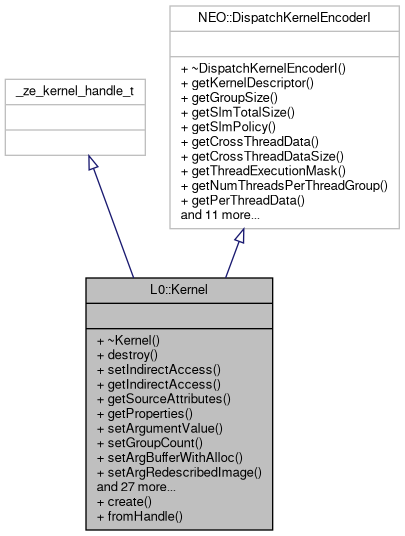 NEO::DispatchKernelEncoderI
+ ~DispatchKernelEncoderI()
+ getKernelDescriptor()
+ getGroupSize()
+ getSlmTotalSize()
+ getSlmPolicy()
+ getCrossThreadData()
+ getCrossThreadDataSize()
+ getThreadExecutionMask()
+ getNumThreadsPerThreadGroup()
+ getPerThreadData()
and 11 more...
_ze_kernel_handle_t
L0::Kernel
+ ~Kernel()
+ destroy()
+ setIndirectAccess()
+ getIndirectAccess()
+ getSourceAttributes()
+ getProperties()
+ setArgumentValue()
+ setGroupCount()
+ setArgBufferWithAlloc()
+ setArgRedescribedImage()
and 27 more...
+ create()
+ fromHandle()